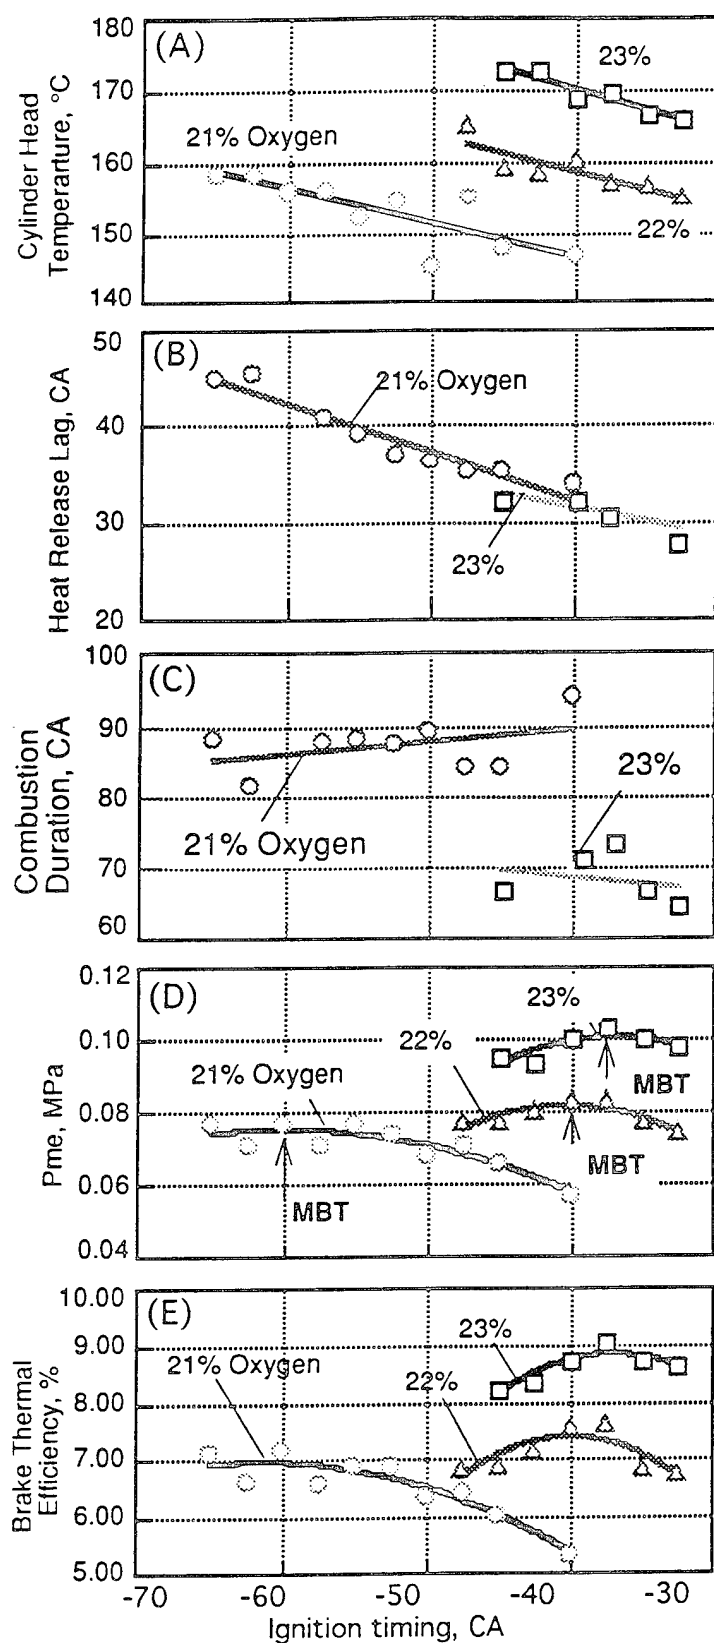 180
(A)
23%
170
21% Oxygen
160
22%
150
140
Cylinder Head
Temperarture, °C
50
(B)
21% Oxygen
40
30
23%
20
Heat Release Lag, CA
100
(C)
90
23%
80
21% Oxygen
70
60
Combustion
Duration, CA
0.12
(D)
23%
0.10
22%
21% Oxygen
MBT
0.08
MBT
0.06
MBT
0.04
Pme, MPa
10.00
(E)
9.00
23%
21% Oxygen
22%
8.00
7.00
6.00
5.00
Brake Thermal
Efficiency, %
-70 -60 -50 -40 -30
Ignition timing, CA